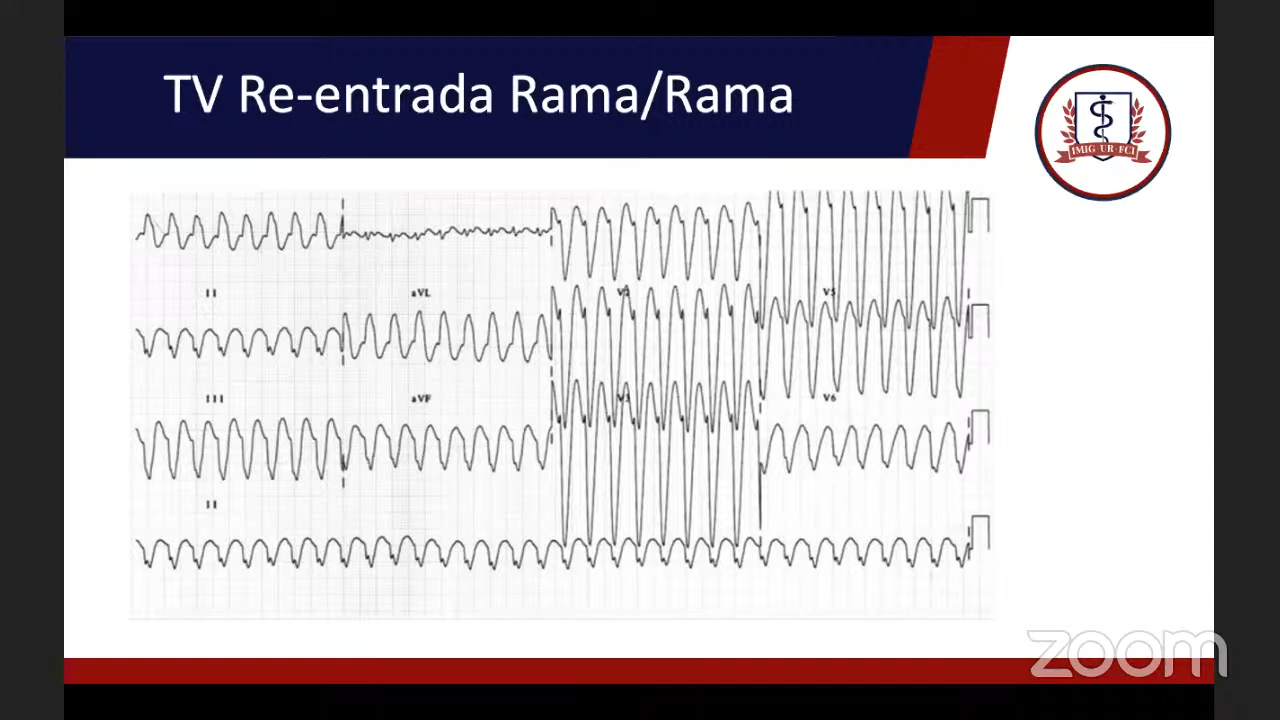 TV Re-entrada Rama/Rama
IMIG-UR-FCI
II aVL V2 V5
III aVF V3 V6
II
zoom